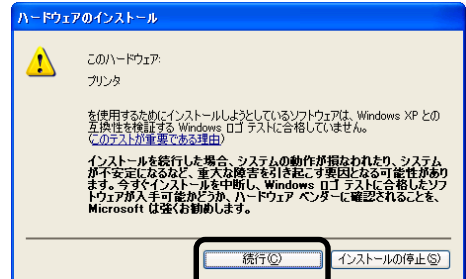 ハードウェアのインストール
このハードウェア:
プリンタ
を使用するためにインストールしようとしているソフトウェアは、Windows XP との
互換性を検証する Windows ロゴ テストに合格していません。
(このテストが重要である理由)
インストールを続行した場合、システムの動作が損なわれたり、システム
が不安定になるなど、重大な障害を引き起こす要因となる可能性があり
ます。今すぐインストールを中断し、Windows ロゴ テストに合格したソフ
トウェアが入手可能かどうか、ハードウェア ベンダーに確認されることを、
Microsoft は強くお勧めします。
続行(C)
インストールの停止(S)